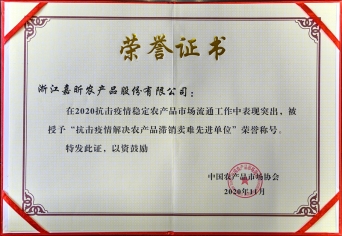 荣誉证书
浙江嘉昕农产品股份有限公司：
在2020抗击疫情稳定农产品市场流通工作中表现突出，被
授予“抗击疫情解决农产品滞销卖难先进单位”荣誉称号。
特发此证，以资鼓励
中国农产品市场协会
2020年11月